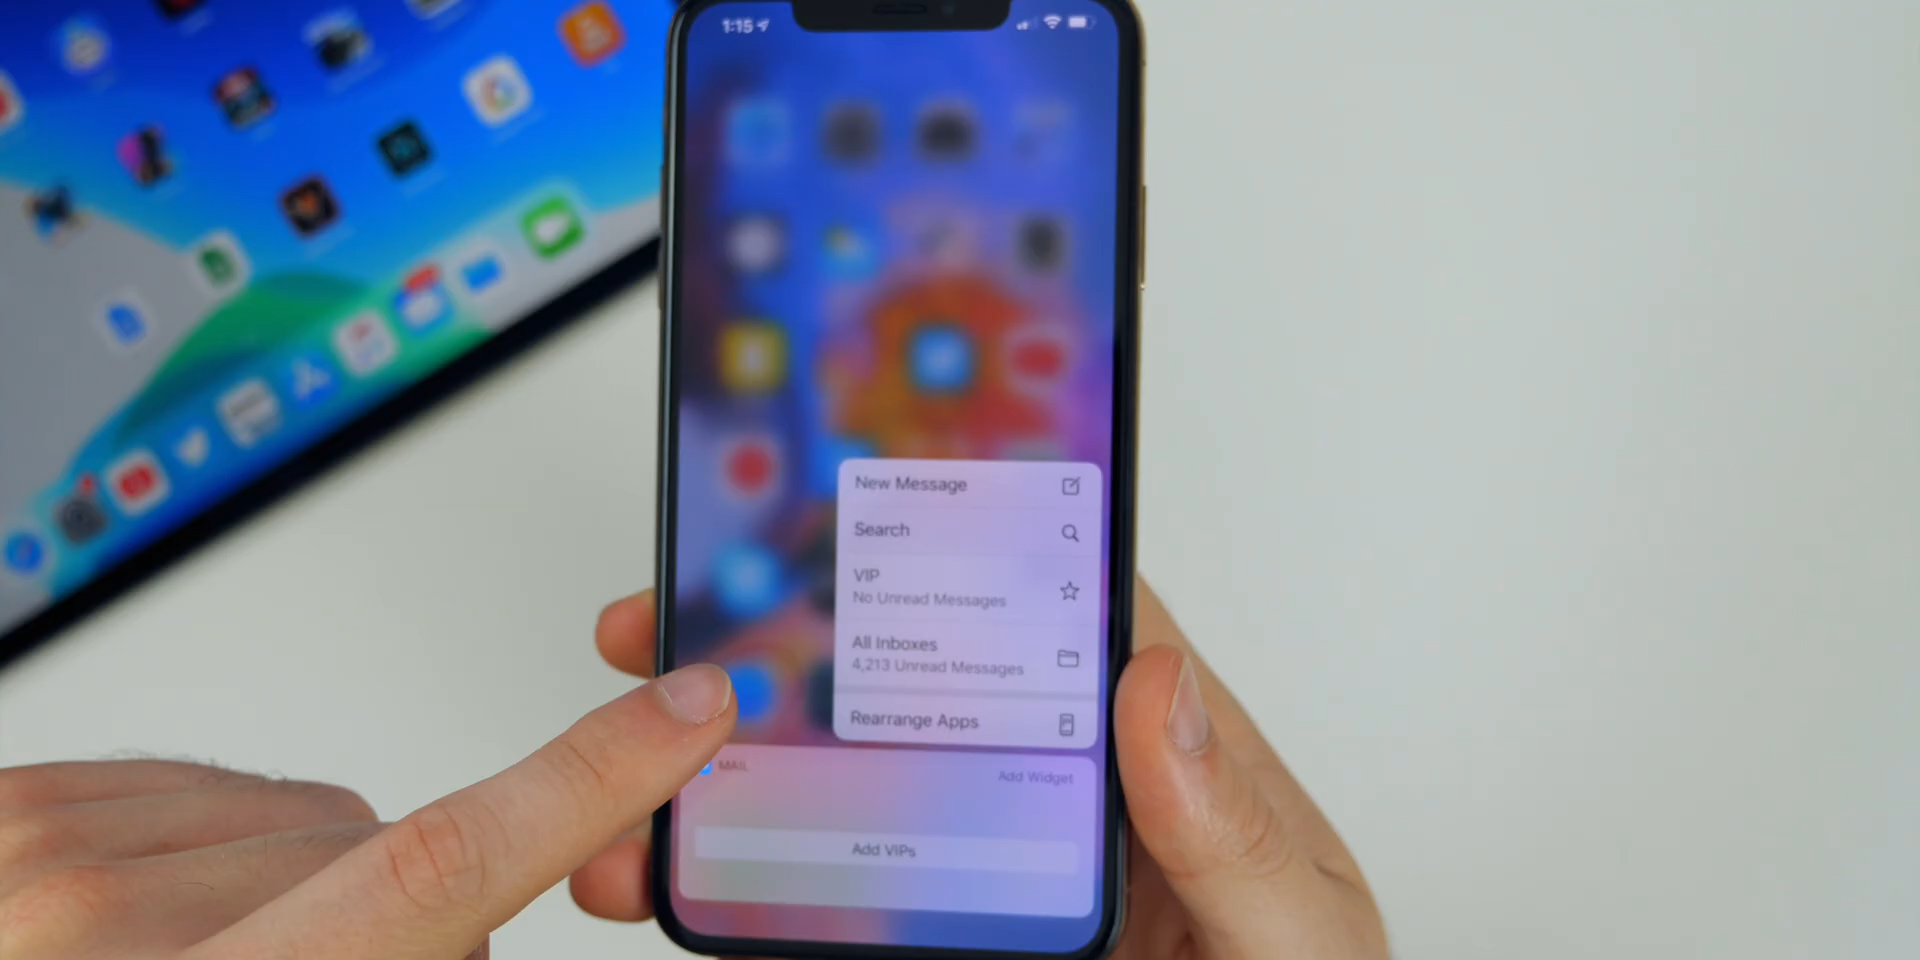 1:15
New Message
Search
VIP
No Unread Messages
All Inboxes
4,213 Unread Messages
Rearrange Apps
MAIL
Add Widget
Add VIPs